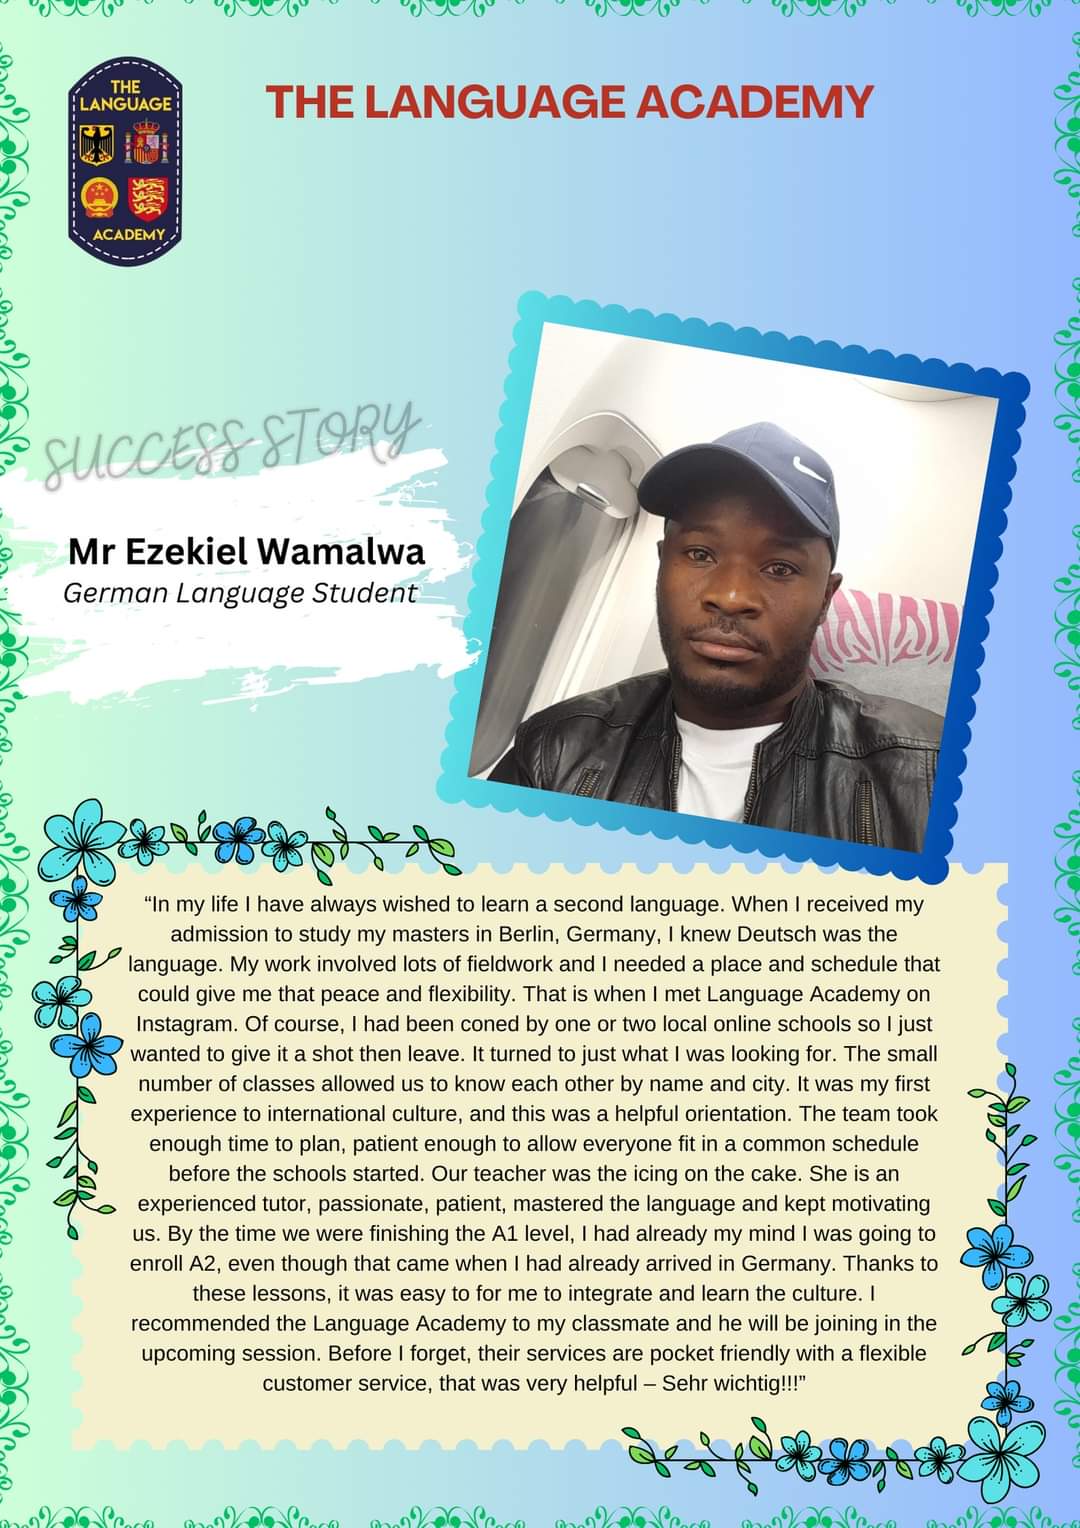 THE
LANGUAGE
ACADEMY
THE LANGUAGE ACADEMY
SUCCESS STORY
Mr Ezekiel Wamalwa
German Language Student
“In my life I have always wished to learn a second language. When I received my
admission to study my masters in Berlin, Germany, I knew Deutsch was the
language. My work involved lots of fieldwork and I needed a place and schedule that
could give me that peace and flexibility. That is when I met Language Academy on
Instagram. Of course, I had been coned by one or two local online schools so I just
wanted to give it a shot then leave. It turned to just what I was looking for. The small
number of classes allowed us to know each other by name and city. It was my first
experience to international culture, and this was a helpful orientation. The team took
enough time to plan, patient enough to allow everyone fit in a common schedule
before the schools started. Our teacher was the icing on the cake. She is an
experienced tutor, passionate, patient, mastered the language and kept motivating
us. By the time we were finishing the A1 level, I had already my mind I was going to
enroll A2, even though that came when I had already arrived in Germany. Thanks to
these lessons, it was easy to for me to integrate and learn the culture. I
recommended the Language Academy to my classmate and he will be joining in the
upcoming session. Before I forget, their services are pocket friendly with a flexible
customer service, that was very helpful – Sehr wichtig!!!”